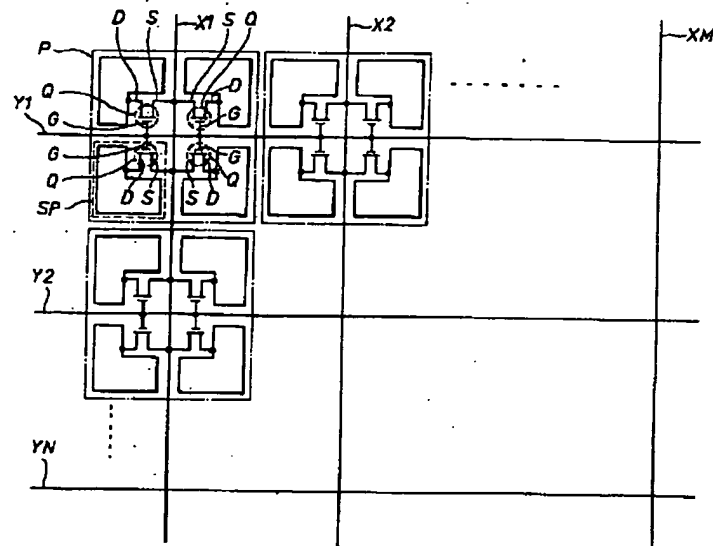 P D S X1 S Q X2 XM
Q D
Y1 G G
G G
Q D S S D Q
SP
Y2
YN